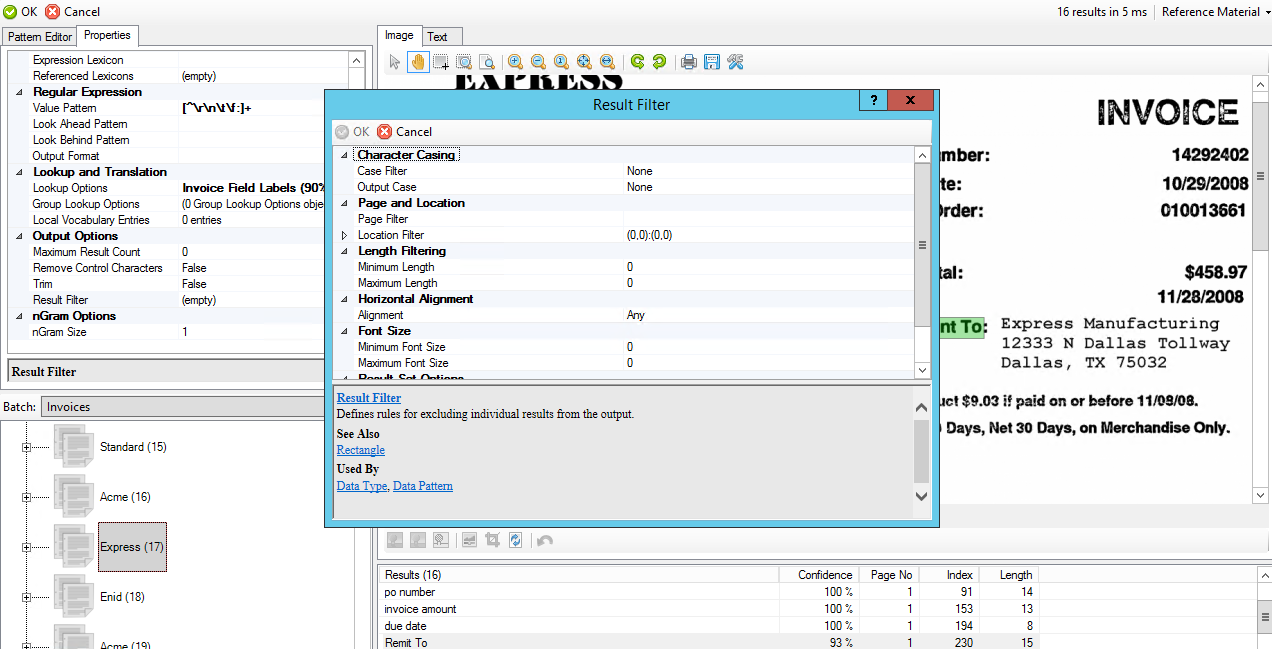 OK Cancel
16 results in 5 ms Reference Material
Pattern Editor Properties
Expression Lexicon
Referenced Lexicons (empty)
Regular Expression
Value Pattern [^\r\n\t\f:]+
Look Ahead Pattern
Look Behind Pattern
Output Format
Lookup and Translation
Lookup Options Invoice Field Labels (90%
Group Lookup Options (0 Group Lookup Options obje
Local Vocabulary Entries 0 entries
Output Options
Maximum Result Count 0
Remove Control Characters False
Trim False
Result Filter (empty)
nGram Options
nGram Size 1
Result Filter
Batch: Invoices
Standard (15)
Acme (16)
Express (17)
Enid (18)
Acme (19)
Image Text
EXPRESS
INVOICE
mber: 14292402
te: 10/29/2008
rder: 010013661
tal: $458.97
11/28/2008
nt To: Express Manufacturing
12333 N Dallas Tollway
Dallas, TX 75032
uct $9.03 if paid on or before 11/09/08.
Days, Net 30 Days, on Merchandise Only.
Result Filter
? X
OK Cancel
Character Casing
Case Filter None
Output Case None
Page and Location
Page Filter
Location Filter (0,0):(0,0)
Length Filtering
Minimum Length 0
Maximum Length 0
Horizontal Alignment
Alignment Any
Font Size
Minimum Font Size 0
Maximum Font Size 0
Result Set Options
Result Filter
Defines rules for excluding individual results from the output.
See Also
Rectangle
Used By
Data Type, Data Pattern
Results (16) Confidence Page No Index Length
po number 100 % 1 91 14
invoice amount 100 % 1 153 13
due date 100 % 1 194 8
Remit To 93 % 1 230 15